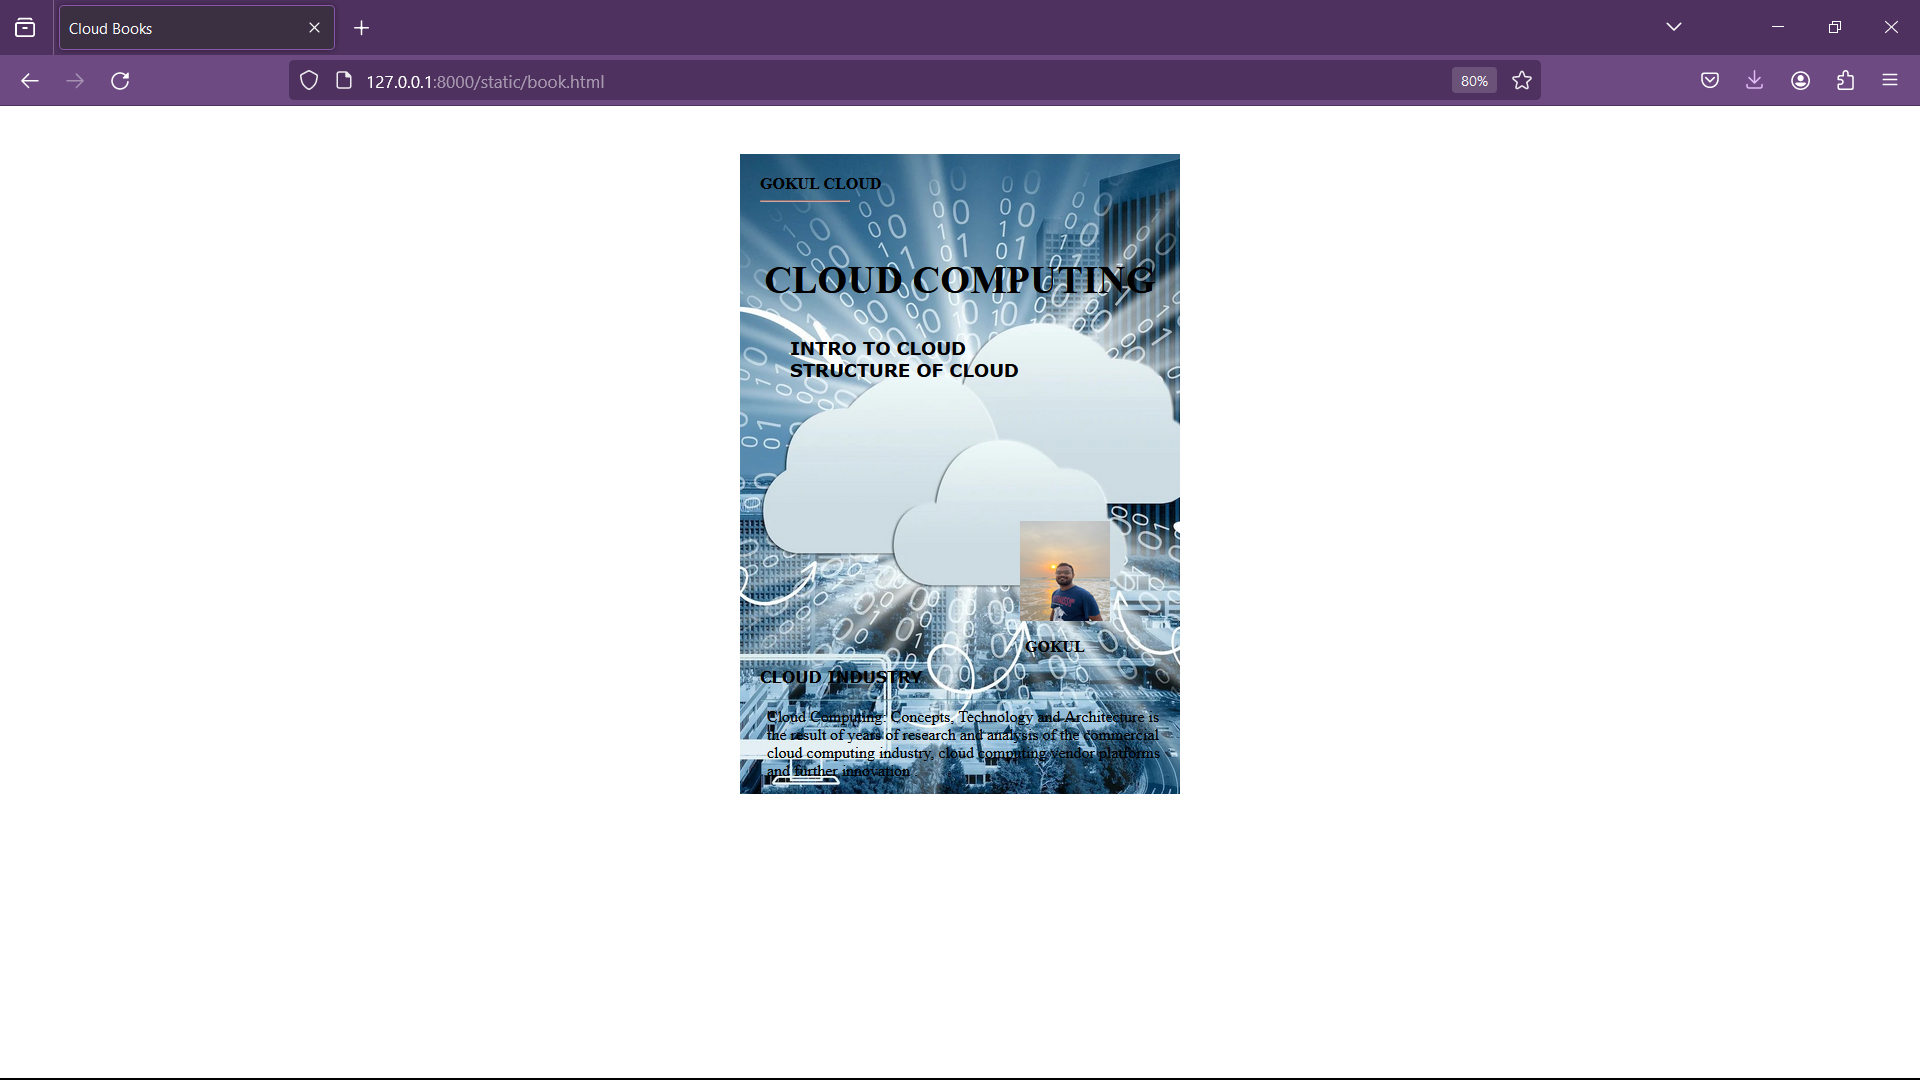 Cloud Books
127.0.0.1:8000/static/book.html
80%
GOKUL CLOUD
CLOUD COMPUTING
INTRO TO CLOUD
STRUCTURE OF CLOUD
GOKUL
CLOUD INDUSTRY
Cloud Computing: Concepts, Technology and Architecture is
the result of years of research and analysis of the commercial
cloud computing industry, cloud computing vendor platforms
and further innovation